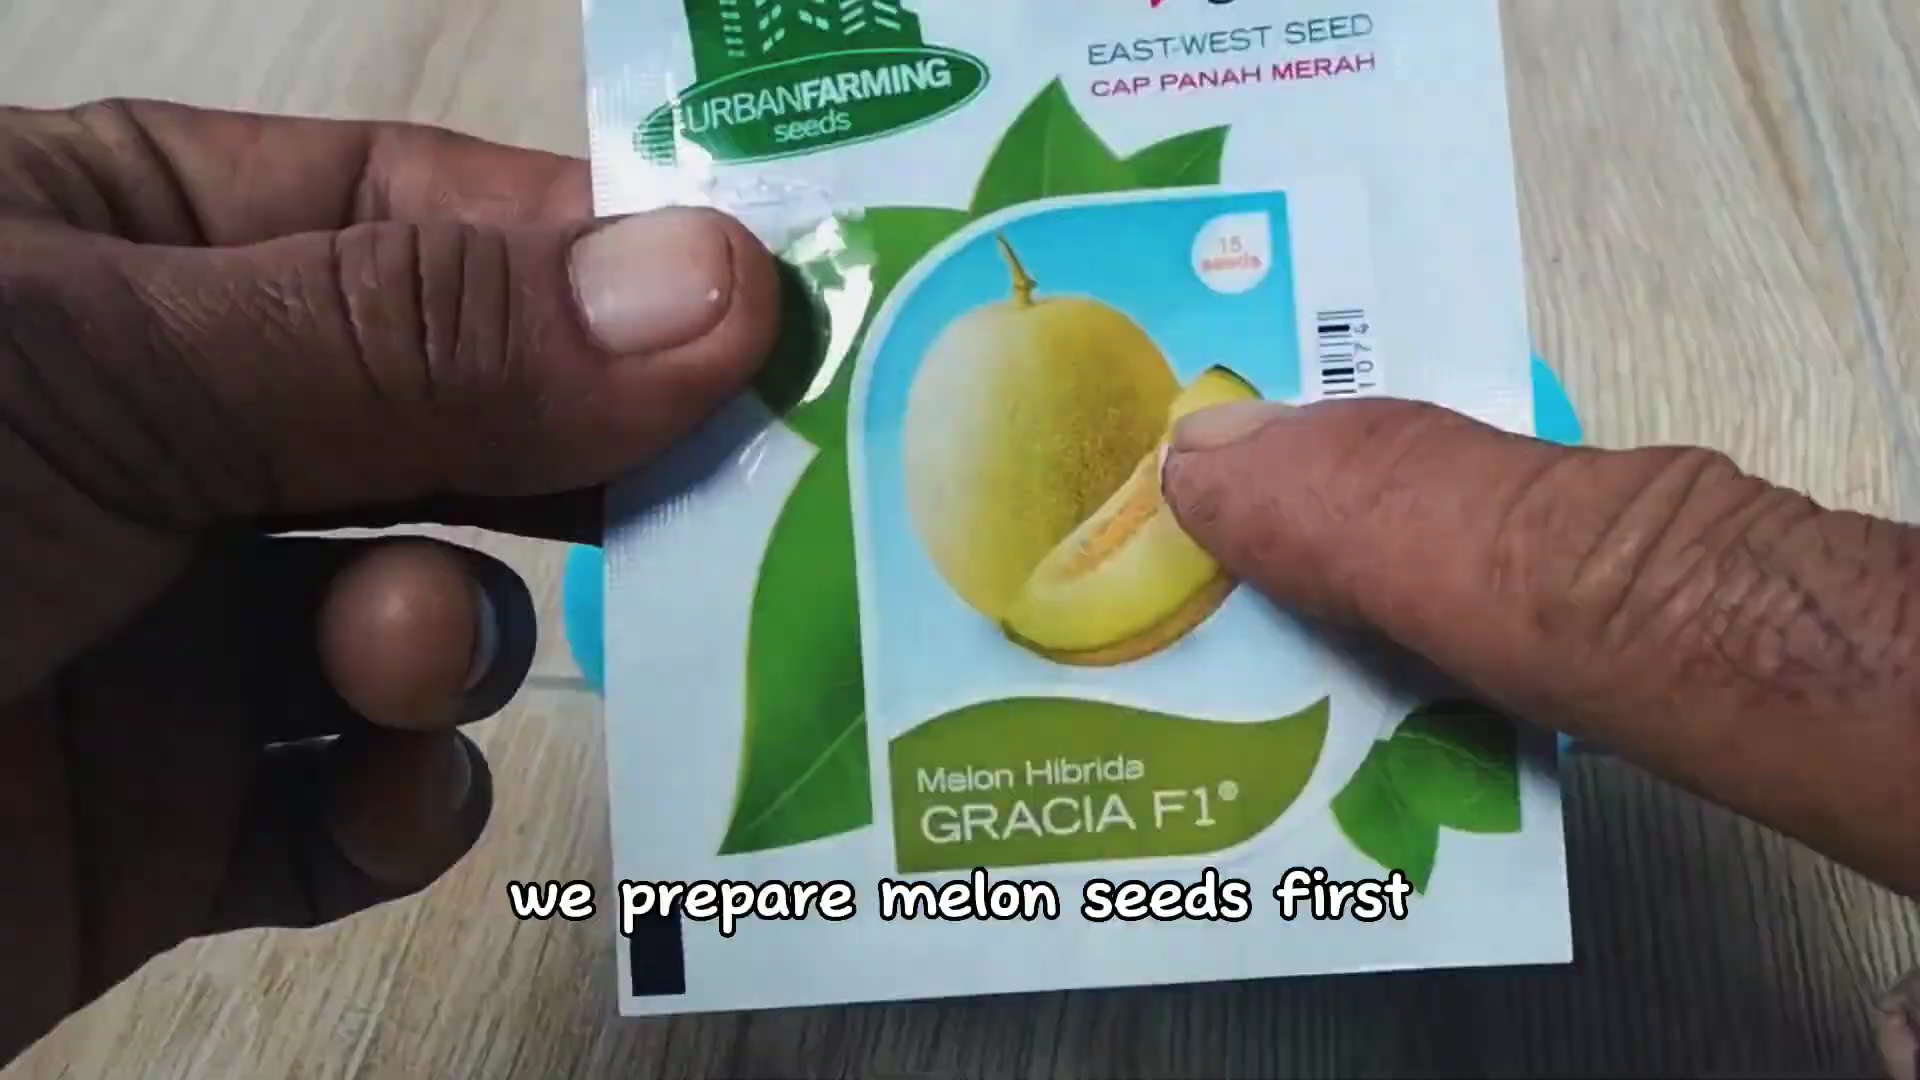 URBANFARMING
seeds
EAST-WEST SEED
CAP PANAH MERAH
15
seeds
1074
Melon Hibrida
GRACIA F1®
we prepare melon seeds first